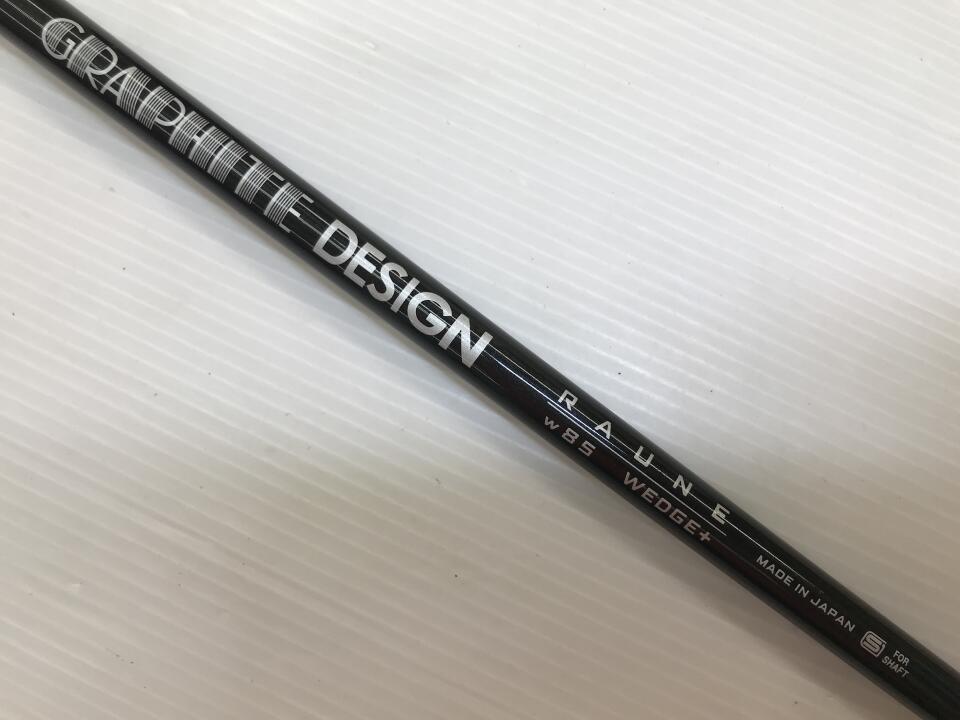 GRAPHITE DESIGN
RAUNE
w85 WEDGE+
MADE IN JAPAN
S FOR
SHAFT